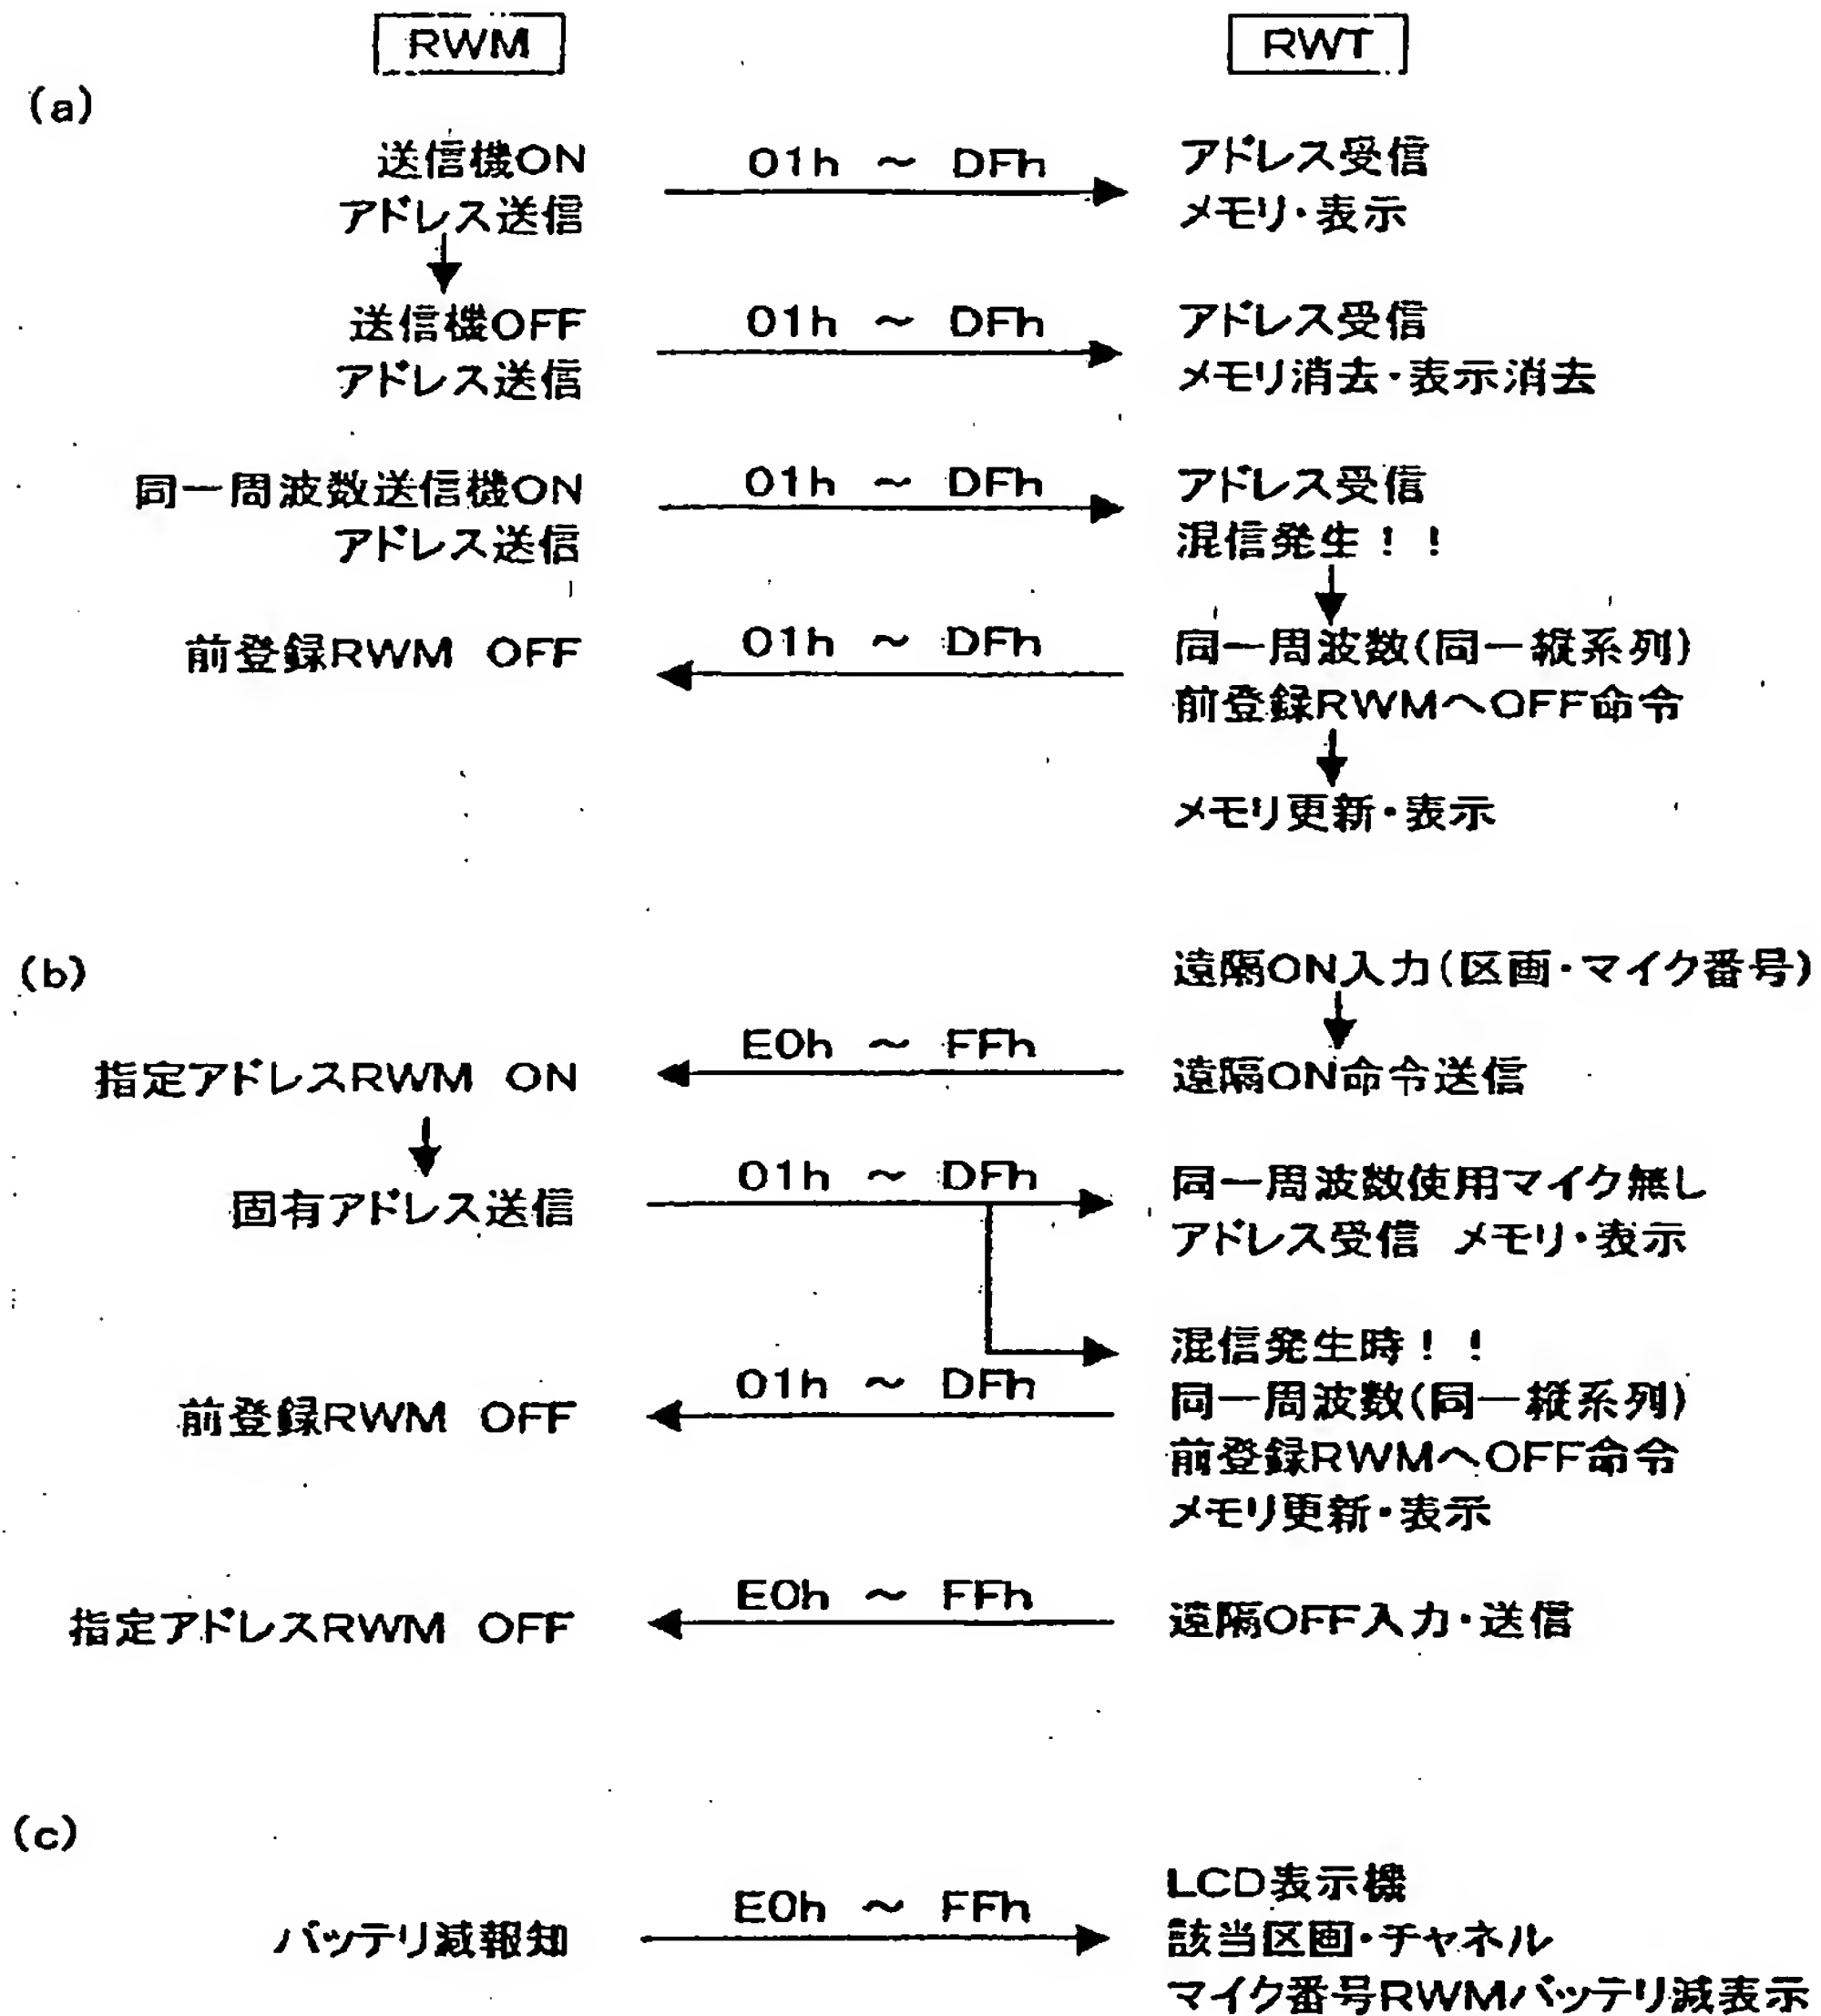 RWM RWT
(a)
送信機ON 01h ～ DFh アドレス受信
アドレス送信 メモリ・表示
送信機OFF 01h ～ DFh アドレス受信
アドレス送信 メモリ消去・表示消去
同一周波数送信機ON 01h ～ DFh アドレス受信
アドレス送信 混信発生！！
前登録RWM OFF 01h ～ DFh 同一周波数(同一縦系列)
前登録RWMへOFF命令
メモリ更新・表示
(b) 遠隔ON入力(区画・マイク番号)
指定アドレスRWM ON E0h ～ FFh 遠隔ON命令送信
固有アドレス送信 01h ～ DFh 同一周波数使用マイク無し
アドレス受信 メモリ・表示
混信発生時！！
前登録RWM OFF 01h ～ DFh 同一周波数(同一縦系列)
前登録RWMへOFF命令
メモリ更新・表示
指定アドレスRWM OFF E0h ～ FFh 遠隔OFF入力・送信
(c)
LCD表示機
バッテリ減報知 E0h ～ FFh 該当区画・チャネル
マイク番号RWMバッテリ減表示